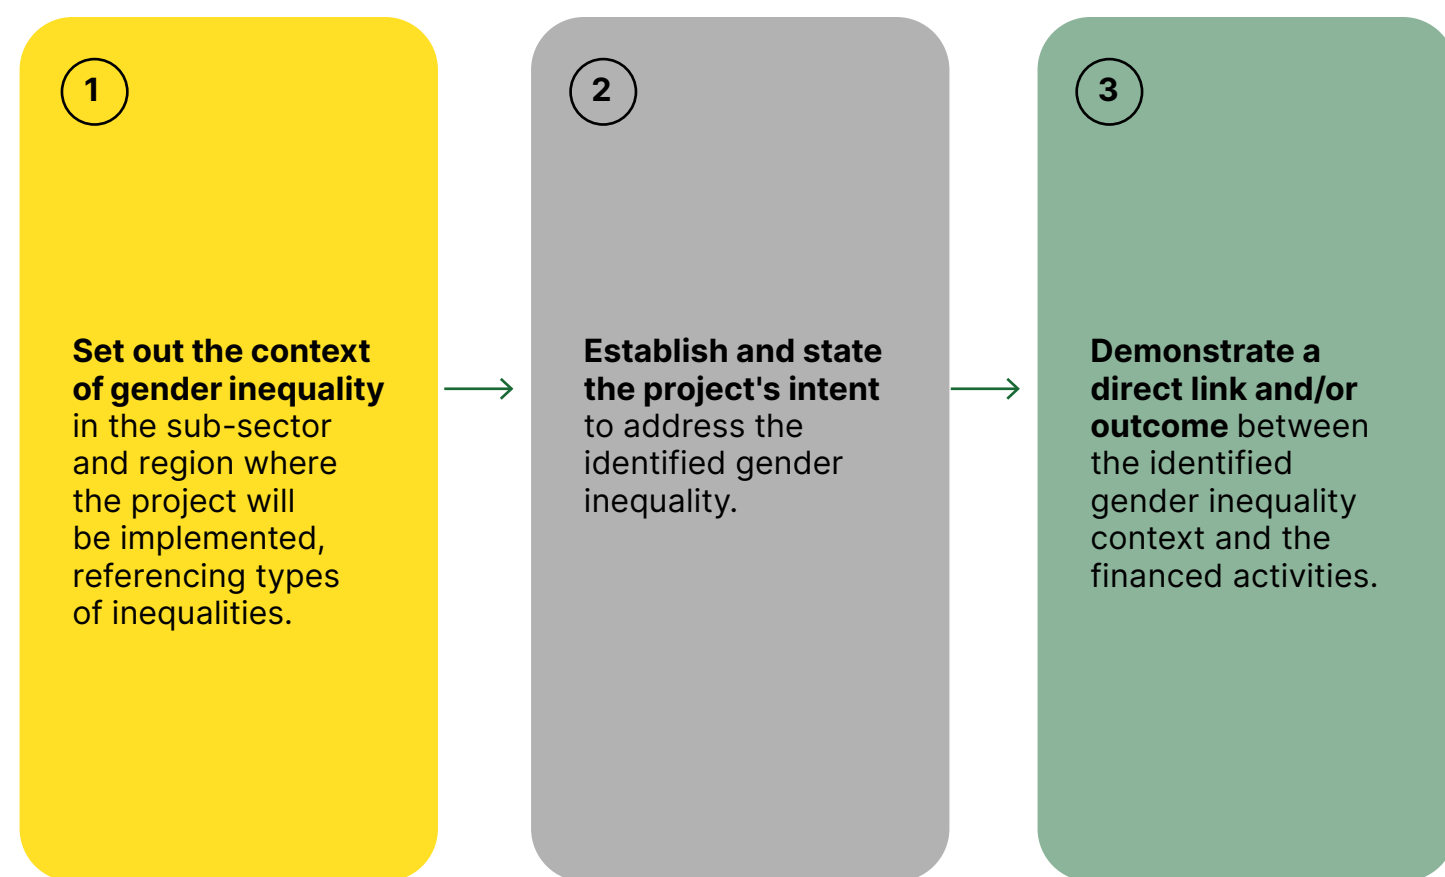 1
Set out the context
of gender inequality
in the sub-sector
and region where
the project will
be implemented,
referencing types
of inequalities.
2
Establish and state
the project's intent
to address the
identified gender
inequality.
3
Demonstrate a
direct link and/or
outcome between
the identified
gender inequality
context and the
financed activities.